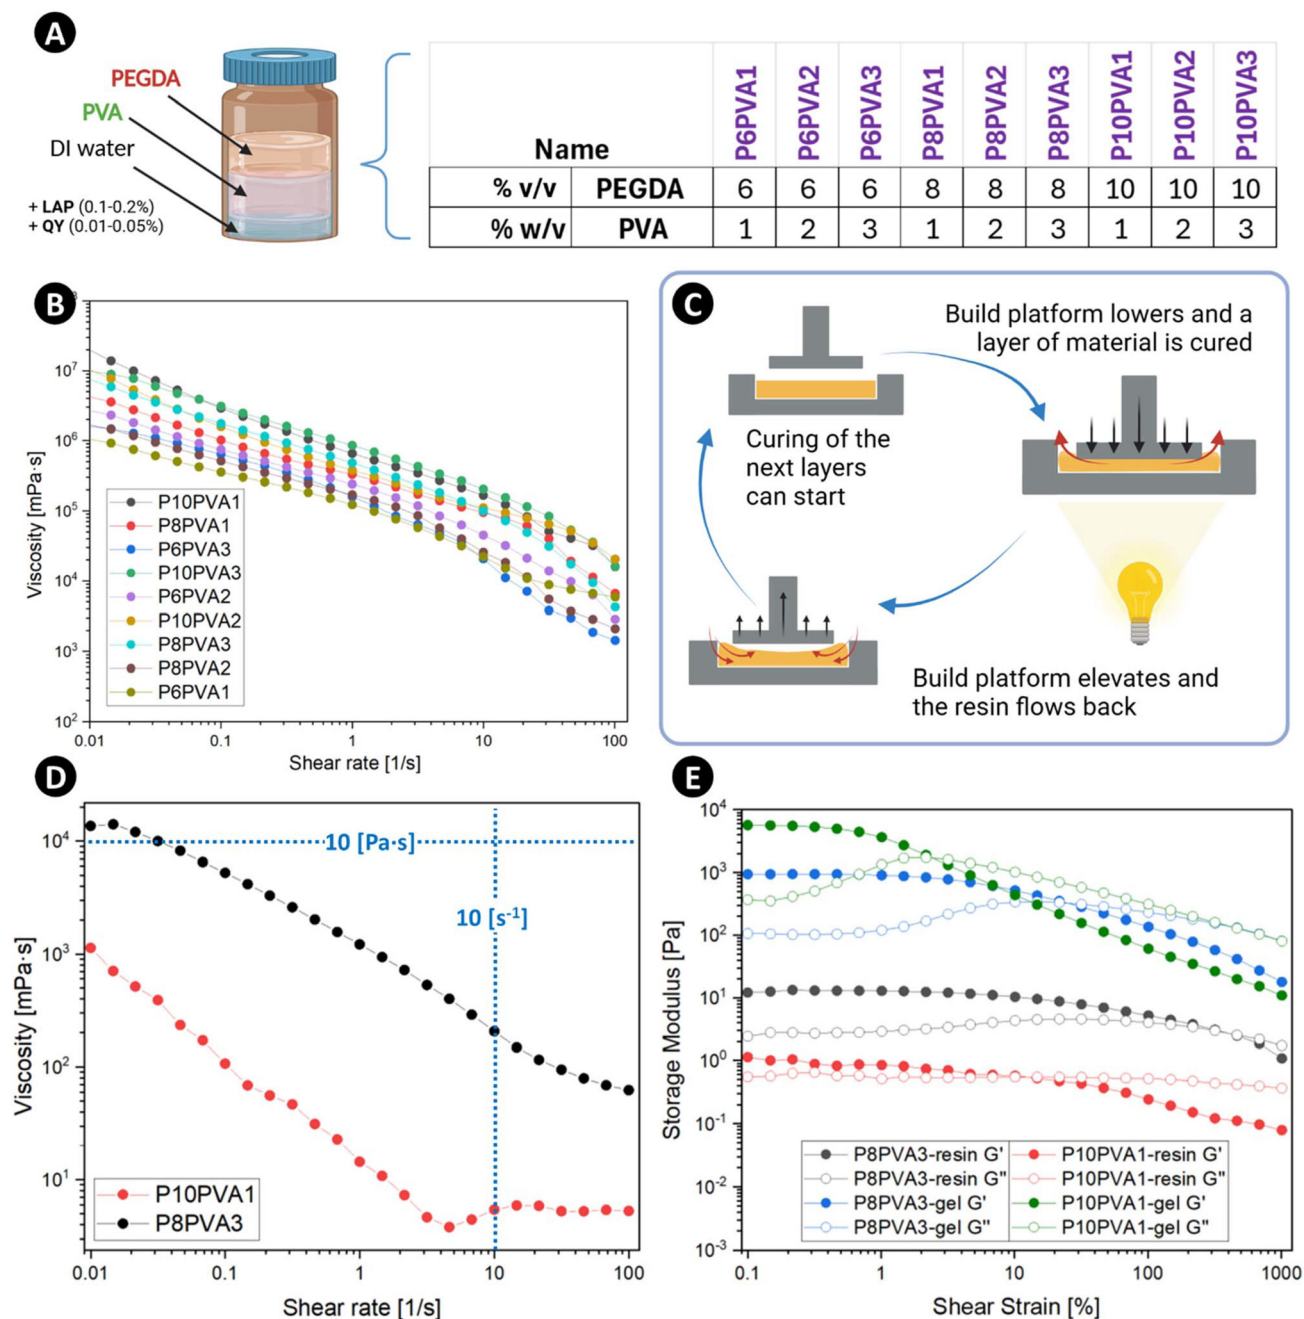 A
PEGDA
PVA
DI water
+ LAP (0.1-0.2%)
+ QY (0.01-0.05%)
Name P6PVA1 P6PVA2 P6PVA3 P8PVA1 P8PVA2 P8PVA3 P10PVA1 P10PVA2 P10PVA3
% v/v PEGDA 6 6 6 8 8 8 10 10 10
% w/v PVA 1 2 3 1 2 3 1 2 3
B
10⁷
10⁶
10⁵
10⁴
10³
10²
Viscosity [mPa·s]
P10PVA1
P8PVA1
P6PVA3
P10PVA3
P6PVA2
P10PVA2
P8PVA3
P8PVA2
P6PVA1
0.01 0.1 1 10 100
Shear rate [1/s]
C
Build platform lowers and a
layer of material is cured
Curing of the
next layers
can start
Build platform elevates and
the resin flows back
D
10⁴
10³
10²
10¹
Viscosity [mPa·s]
10 [Pa·s]
10 [s⁻¹]
P10PVA1
P8PVA3
0.01 0.1 1 10 100
Shear rate [1/s]
E
10⁴
10³
10²
10¹
10⁰
10⁻¹
10⁻²
10⁻³
Storage Modulus [Pa]
P8PVA3-resin G' P10PVA1-resin G'
P8PVA3-resin G" P10PVA1-resin G"
P8PVA3-gel G' P10PVA1-gel G'
P8PVA3-gel G" P10PVA1-gel G"
0.1 1 10 100 1000
Shear Strain [%]